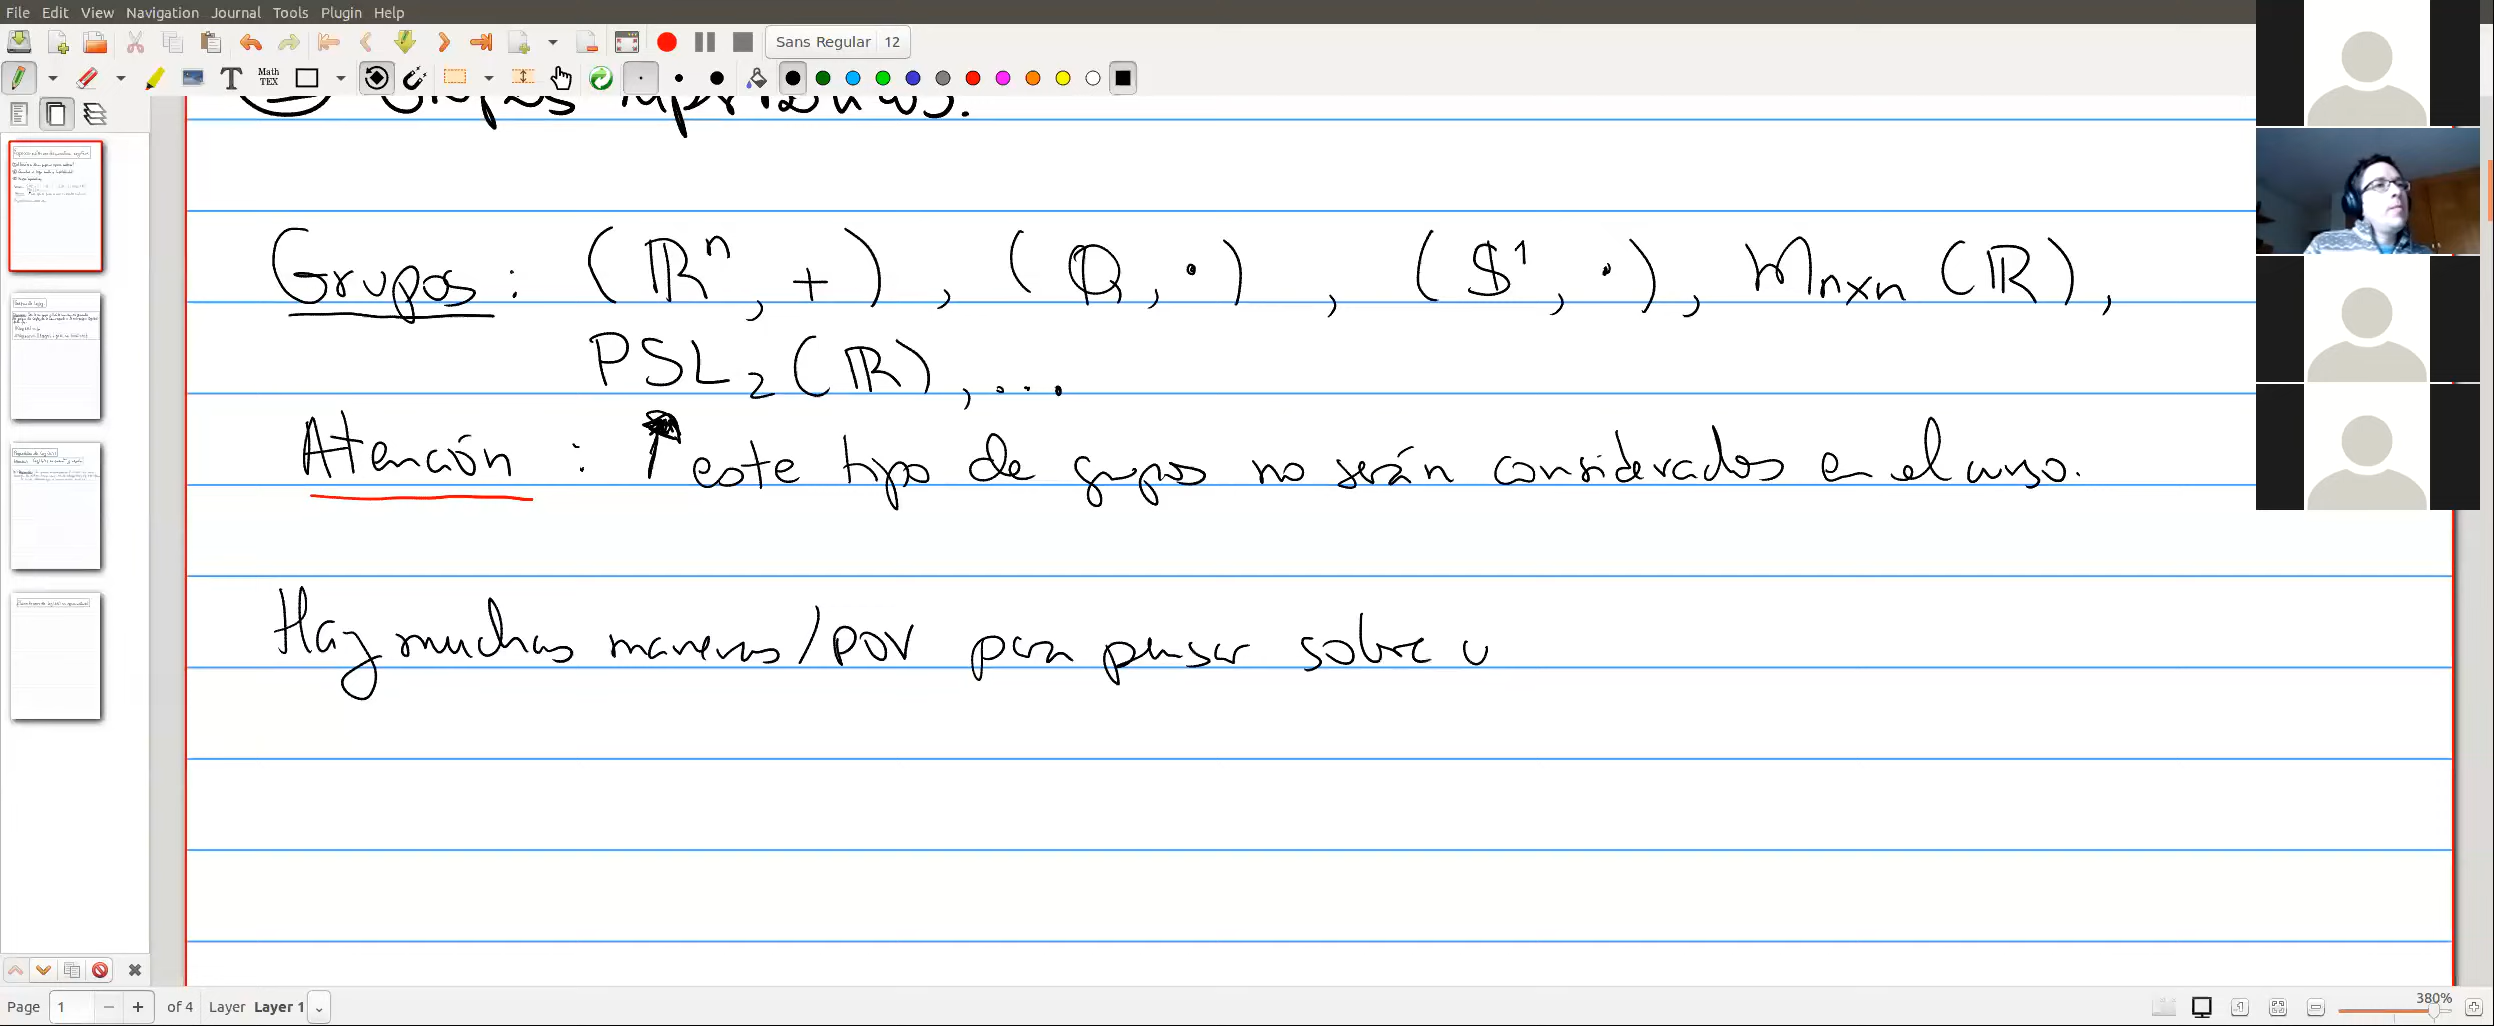 File Edit View Navigation Journal Tools Plugin Help
Sans Regular 12
Math TEX
Grupos: (ℝⁿ, +), (ℚ, ·), (𝕊¹, ·), Mₙₓₙ(ℝ),
PSL₂(ℝ), ...
Atención: ↑ este tipo de grupos no serán considerados en el curso.
Hay muchas maneras/POV para pensar sobre u
Page 1 of 4 Layer Layer 1 380%